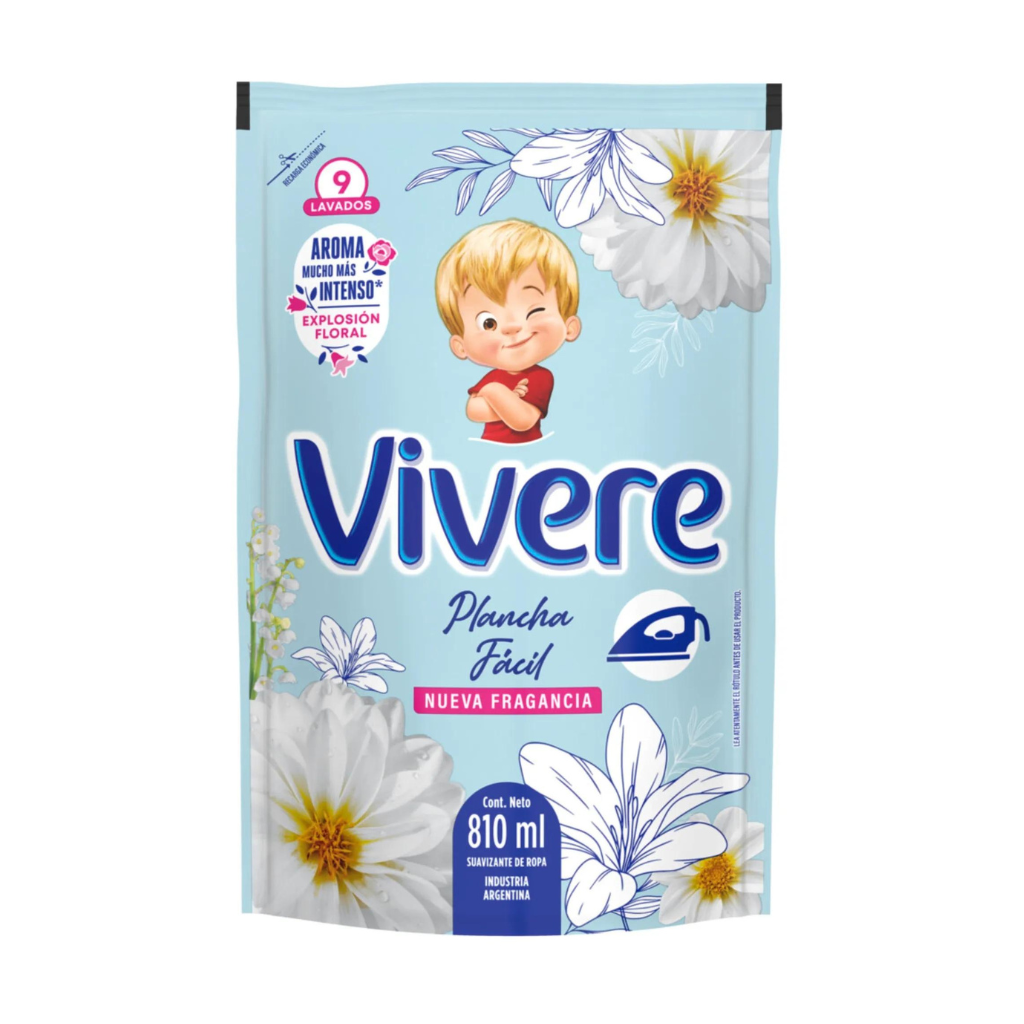 RECARGA ECONÓMICA
9
LAVADOS
AROMA
MUCHO MÁS
INTENSO*
EXPLOSIÓN
FLORAL
Vivere
Plancha
Fácil
NUEVA FRAGANCIA
LEA ATENTAMENTE EL RÓTULO ANTES DE USAR EL PRODUCTO.
Cont. Neto
810 ml
SUAVIZANTE DE ROPA
INDUSTRIA
ARGENTINA